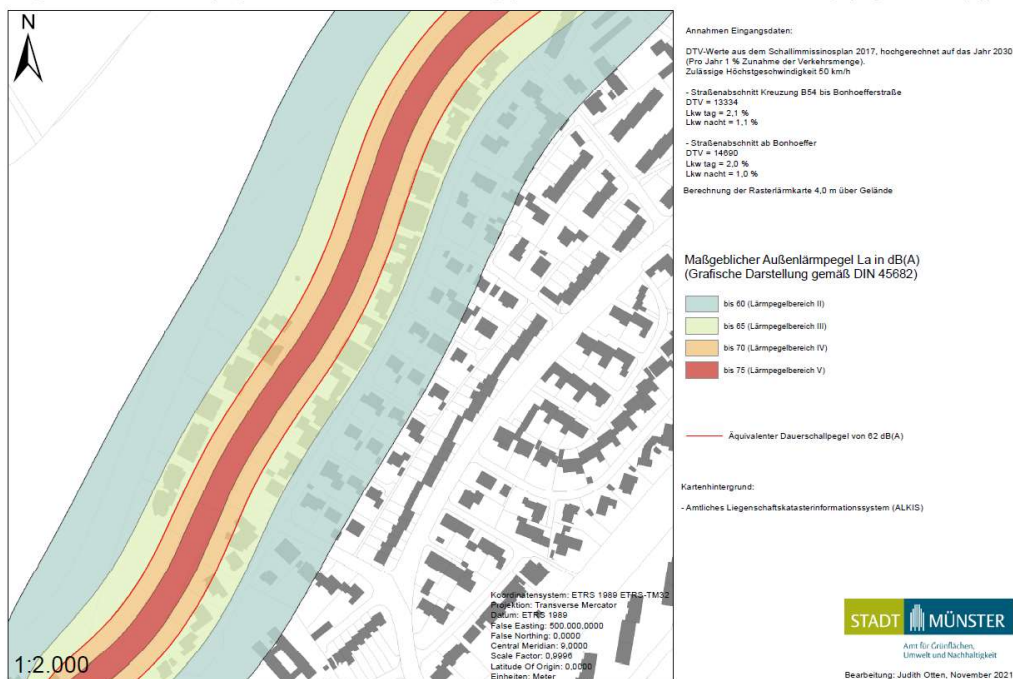 N
Annahmen Eingangsdaten:
DTV-Werte aus dem Schallimmissinosplan 2017, hochgerechnet auf das Jahr 2030
(Pro Jahr 1 % Zunahme der Verkehrsmenge).
Zulässige Höchstgeschwindigkeit 50 km/h
- Straßenabschnitt Kreuzung B54 bis Bonhoefferstraße
DTV = 13334
Lkw tag = 2,1 %
Lkw nacht = 1,1 %
- Straßenabschnitt ab Bonhoeffer
DTV = 14690
Lkw tag = 2,0 %
Lkw nacht = 1,0 %
Berechnung der Rasterlärmkarte 4,0 m über Gelände
Maßgeblicher Außenlärmpegel La in dB(A)
(Grafische Darstellung gemäß DIN 45682)
bis 60 (Lärmpegelbereich II)
bis 65 (Lärmpegelbereich III)
bis 70 (Lärmpegelbereich IV)
bis 75 (Lärmpegelbereich V)
Äquivalenter Dauerschallpegel von 62 dB(A)
Kartenhintergrund:
- Amtliches Liegenschaftskatasterinformationssystem (ALKIS)
Koordinatensystem: ETRS 1989 ETRS-TM32
Projektion: Transverse Mercator
Datum: ETRS 1989
False Easting: 500.000,0000
False Northing: 0,0000
Central Meridian: 9,0000
Scale Factor: 0,9996
Latitude Of Origin: 0,0000
Einheiten: Meter
1:2.000
STADT MÜNSTER
Amt für Grünflächen,
Umwelt und Nachhaltigkeit
Bearbeitung: Judith Otten, November 2021